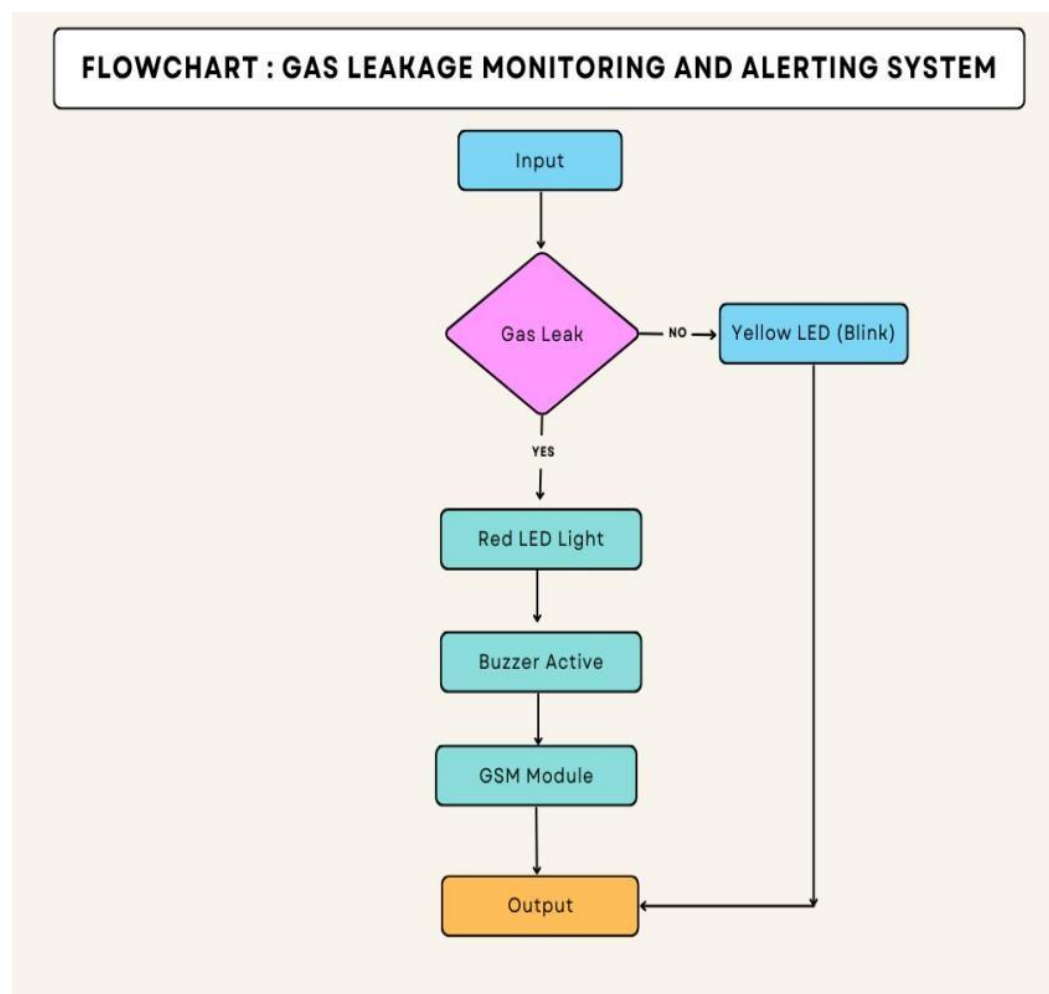 FLOWCHART : GAS LEAKAGE MONITORING AND ALERTING SYSTEM
Input
Gas Leak
NO
Yellow LED (Blink)
YES
Red LED Light
Buzzer Active
GSM Module
Output